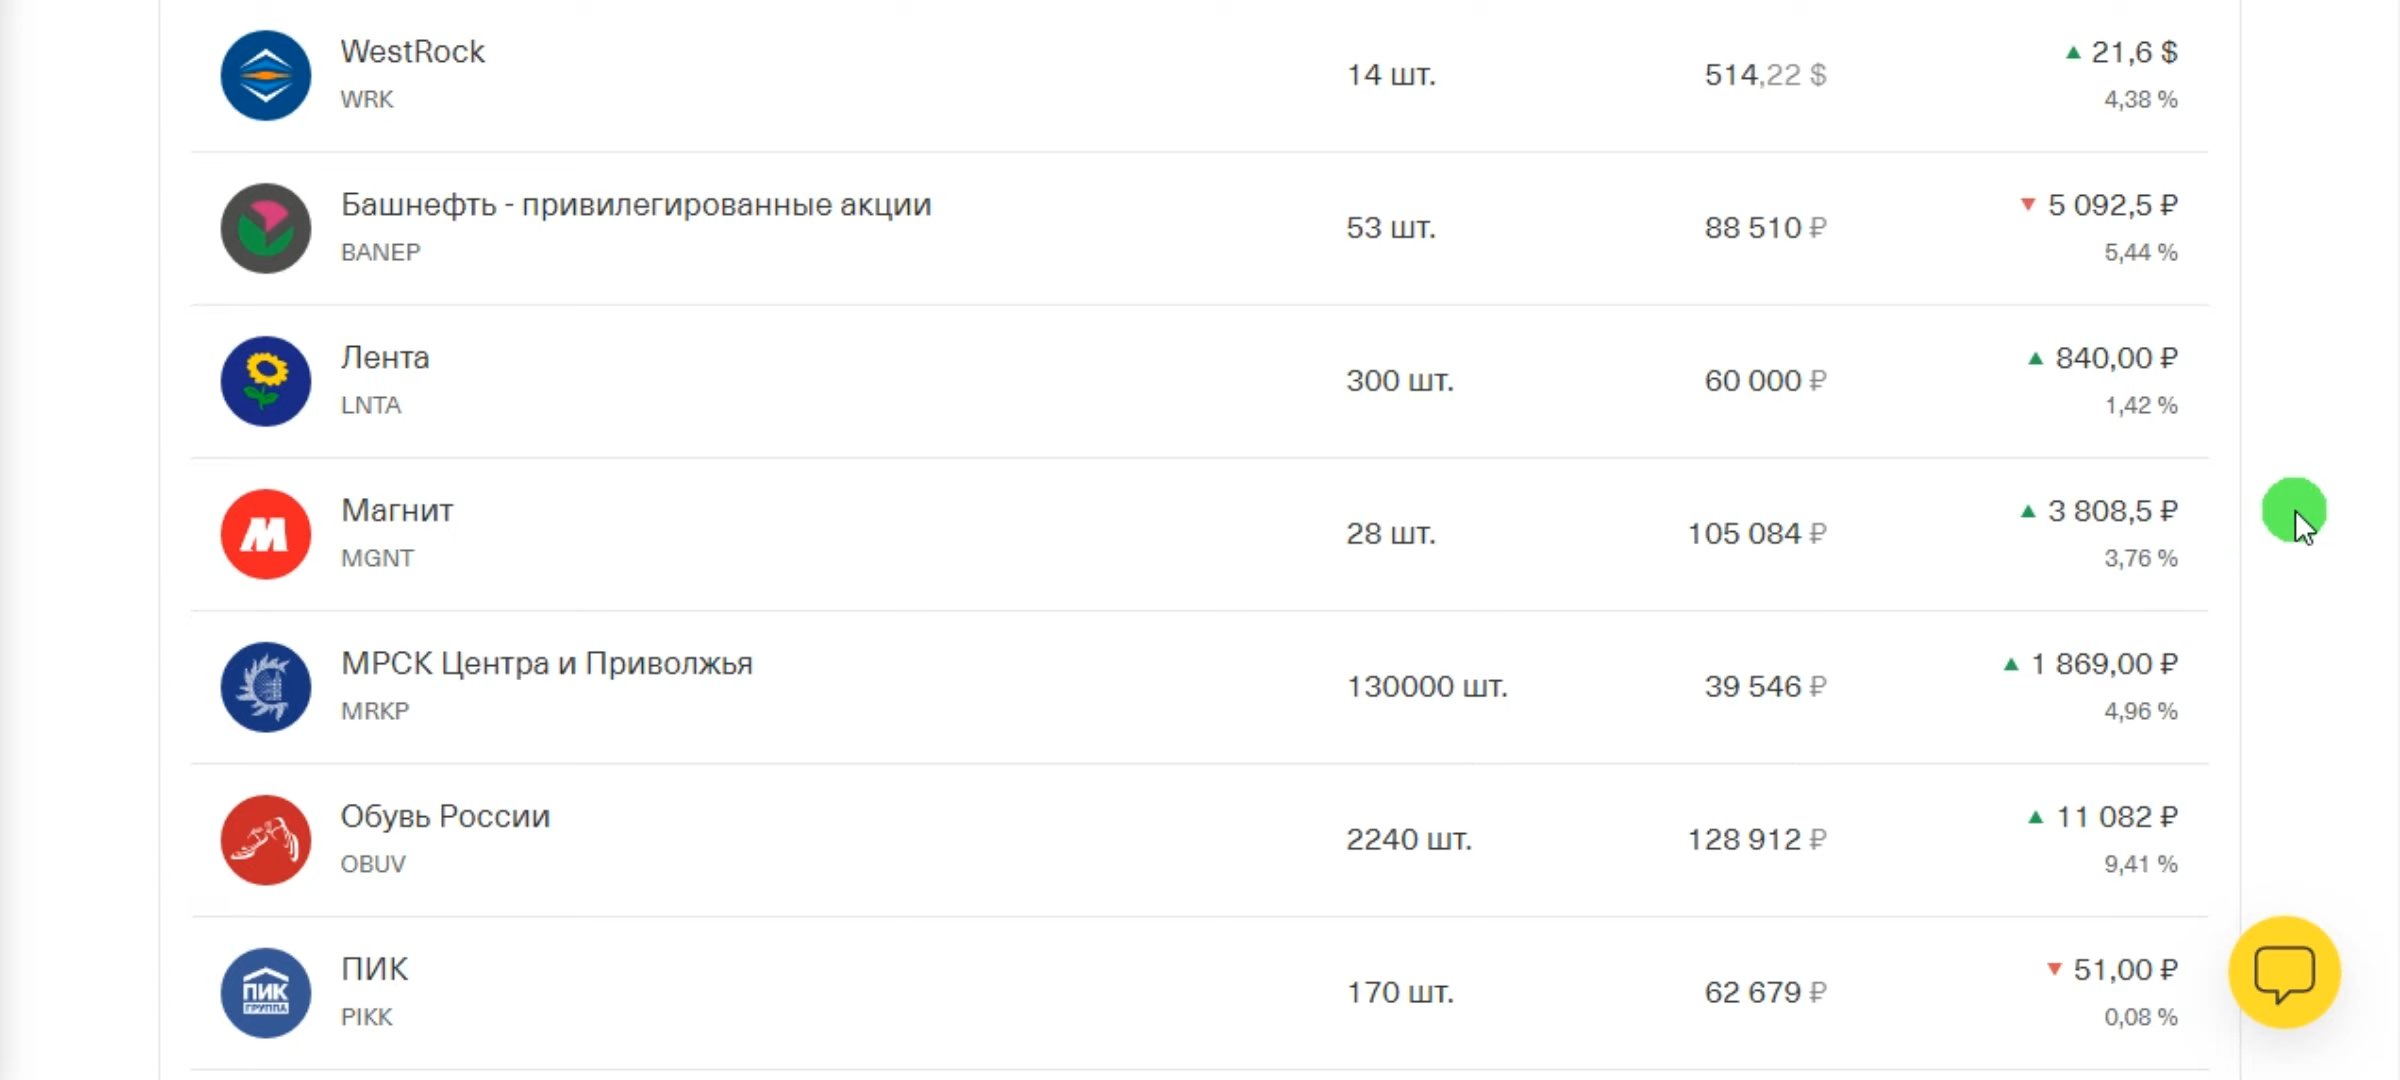 WestRock
WRK
14 шт.
514,22 $
▲ 21,6 $
4,38 %
Башнефть - привилегированные акции
BANEP
53 шт.
88 510 ₽
▼ 5 092,5 ₽
5,44 %
Лента
LNTA
300 шт.
60 000 ₽
▲ 840,00 ₽
1,42 %
М
Магнит
MGNT
28 шт.
105 084 ₽
▲ 3 808,5 ₽
3,76 %
МРСК Центра и Приволжья
MRKP
130000 шт.
39 546 ₽
▲ 1 869,00 ₽
4,96 %
Обувь России
OBUV
2240 шт.
128 912 ₽
▲ 11 082 ₽
9,41 %
ПИК
ГРУППА
ПИК
PIKK
170 шт.
62 679 ₽
▼ 51,00 ₽
0,08 %